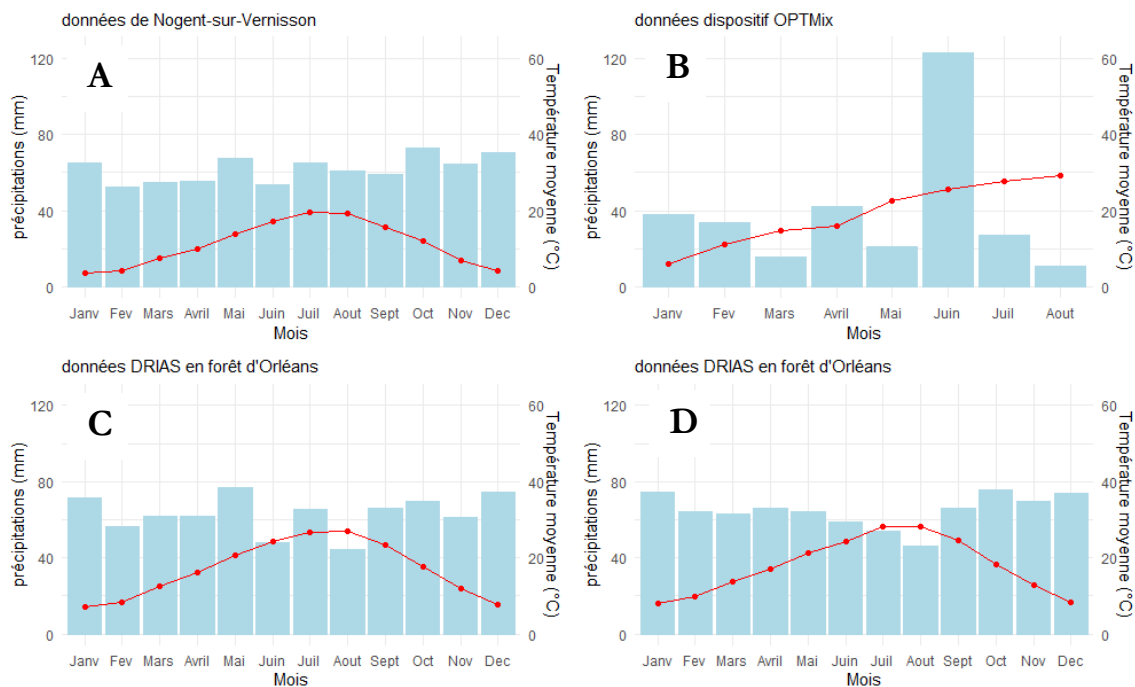 données de Nogent-sur-Vernisson
A
précipitations (mm)
120
80
40
0
60
40
20
0
Température moyenne (°C)
Janv Fev Mars Avril Mai Juin Juil Aout Sept Oct Nov Dec
Mois
données dispositif OPTMix
B
précipitations (mm)
120
80
40
0
60
40
20
0
Température moyenne (°C)
Janv Fev Mars Avril Mai Juin Juil Aout
Mois
données DRIAS en forêt d'Orléans
C
précipitations (mm)
120
80
40
0
60
40
20
0
Température moyenne (°C)
Janv Fev Mars Avril Mai Juin Juil Aout Sept Oct Nov Dec
Mois
données DRIAS en forêt d'Orléans
D
précipitations (mm)
120
80
40
0
60
40
20
0
Température moyenne (°C)
Janv Fev Mars Avril Mai Juin Juil Aout Sept Oct Nov Dec
Mois